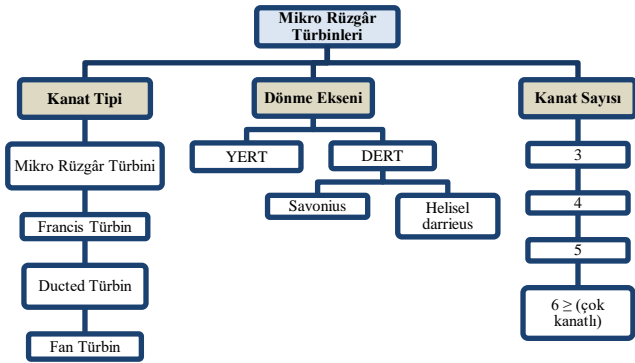 Mikro Rüzgâr
Türbinleri
Kanat Tipi
Mikro Rüzgâr Türbini
Francis Türbin
Ducted Türbin
Fan Türbin
Dönme Ekseni
YERT
DERT
Savonius
Helisel
darrieus
Kanat Sayısı
3
4
5
6 ≥ (çok
kanatlı)